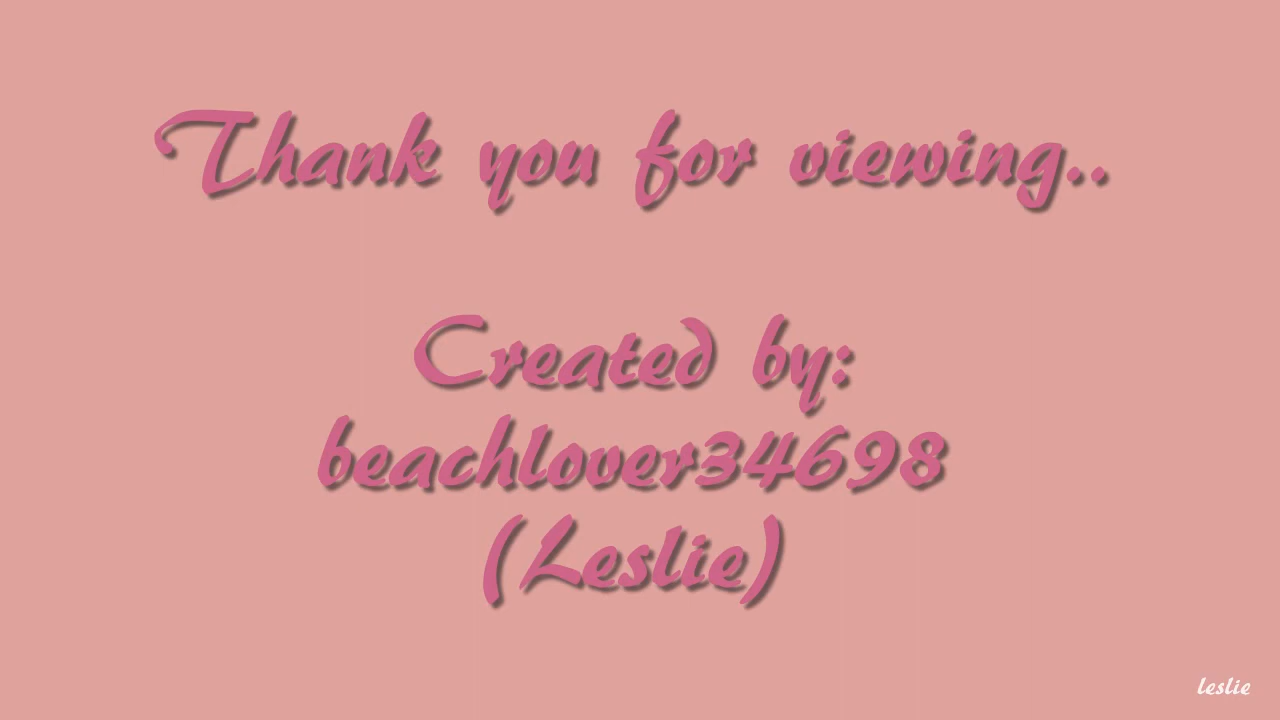 Thank you for viewing..
Created by:
beachlover34698
(Leslie)
leslie